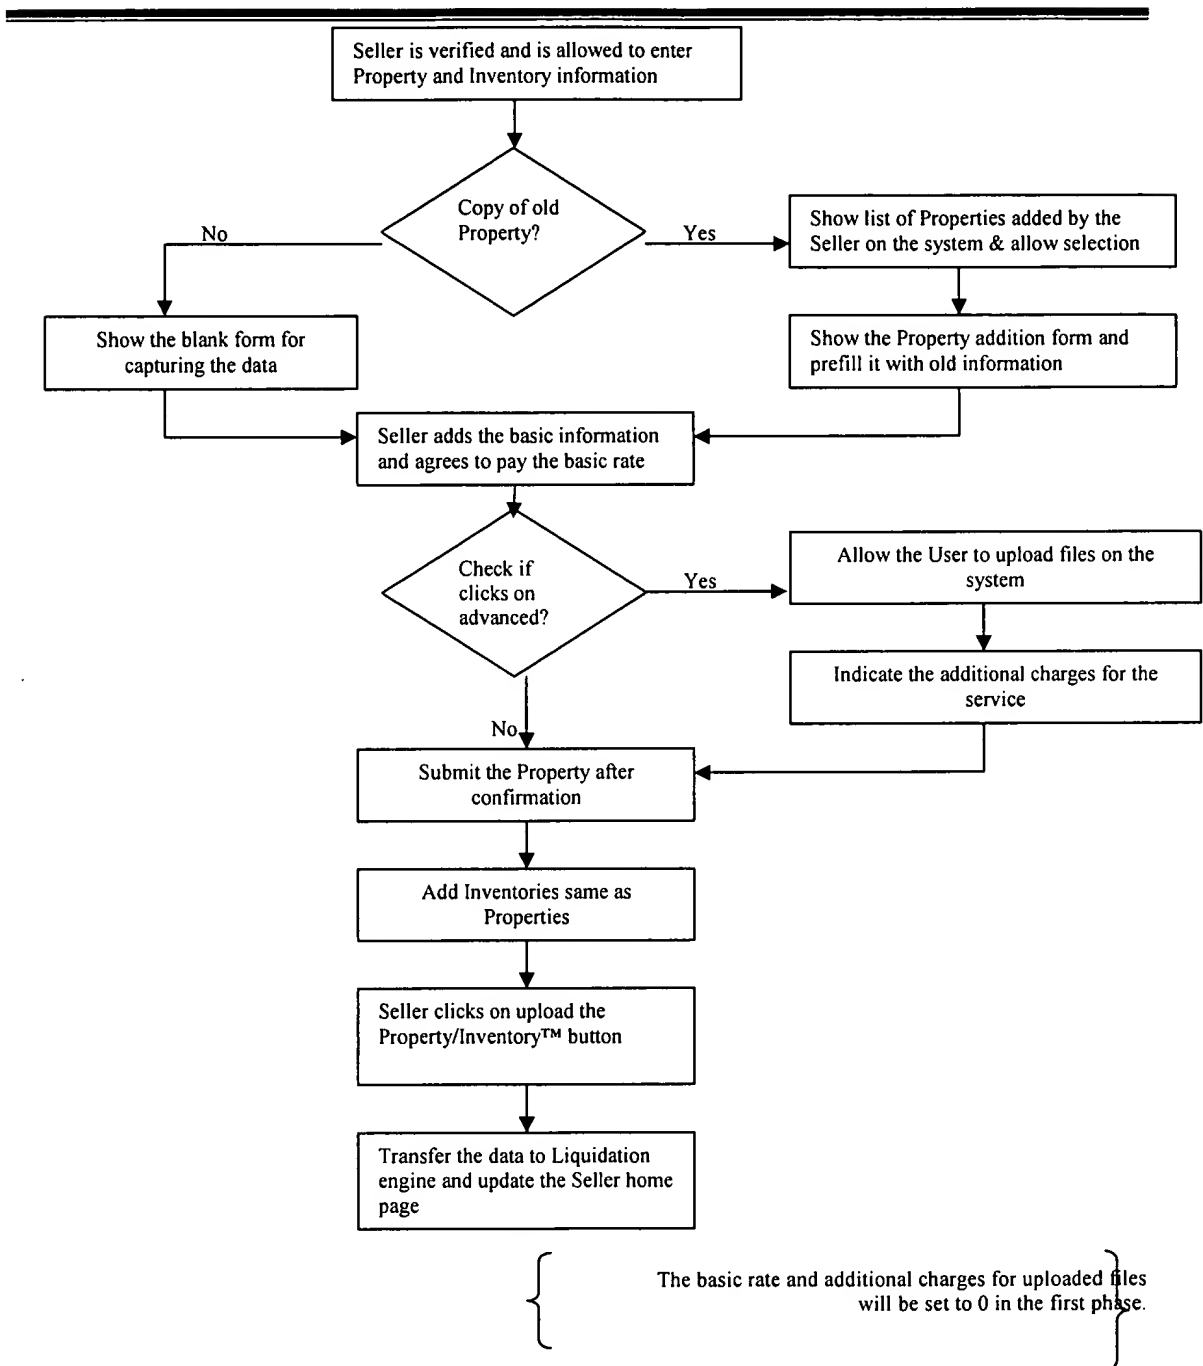 Seller is verified and is allowed to enter
Property and Inventory information
Copy of old
Property?
No
Yes
Show list of Properties added by the
Seller on the system & allow selection
Show the blank form for
capturing the data
Show the Property addition form and
prefill it with old information
Seller adds the basic information
and agrees to pay the basic rate
Check if
clicks on
advanced?
Yes
Allow the User to upload files on the
system
Indicate the additional charges for the
service
No
Submit the Property after
confirmation
Add Inventories same as
Properties
Seller clicks on upload the
Property/Inventory™ button
Transfer the data to Liquidation
engine and update the Seller home
page
The basic rate and additional charges for uploaded files
will be set to 0 in the first phase.